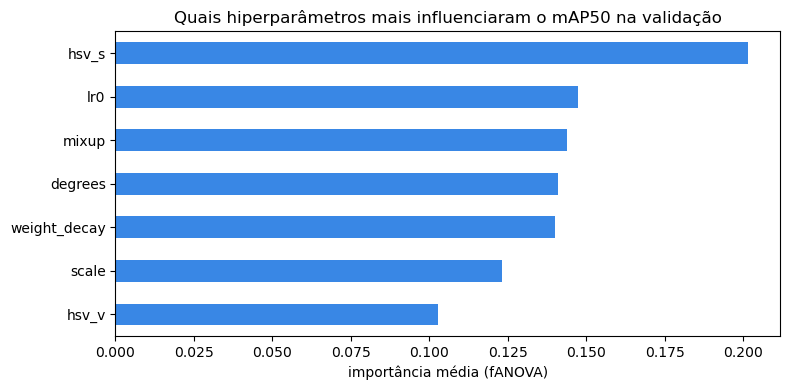 Quais hiperparâmetros mais influenciaram o mAP50 na validação
hsv_s
lr0
mixup
degrees
weight_decay
scale
hsv_v
0.000 0.025 0.050 0.075 0.100 0.125 0.150 0.175 0.200
importância média (fANOVA)